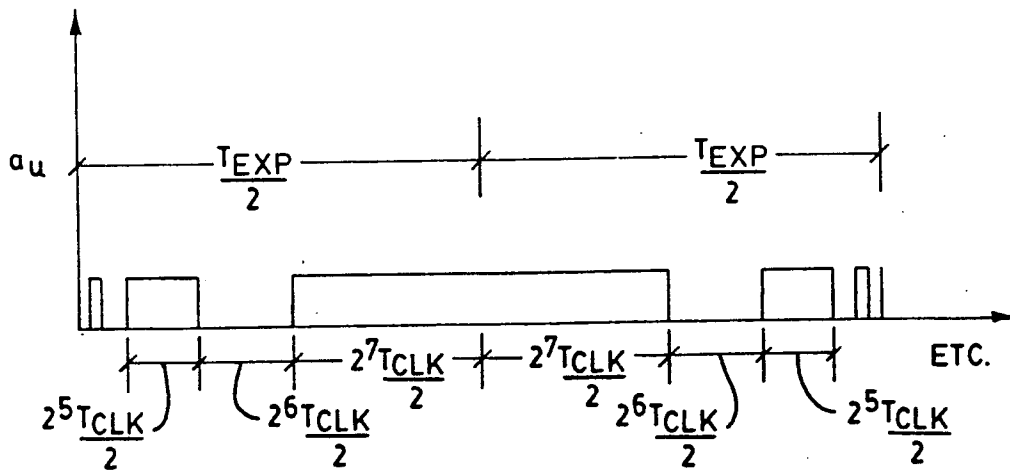 a_u
T_EXP/2
T_EXP/2
2^7 T_CLK/2
2^7 T_CLK/2
ETC.
2^5 T_CLK/2
2^6 T_CLK/2
2^6 T_CLK/2
2^5 T_CLK/2